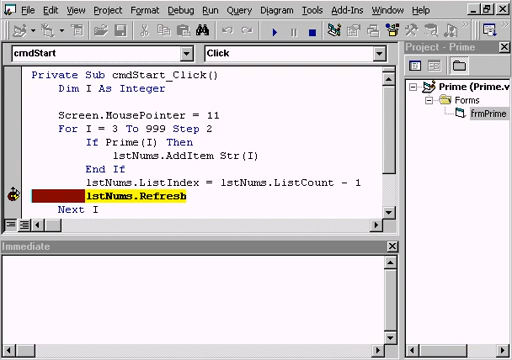 File Edit View Project Format Debug Run Query Diagram Tools Add-Ins Window Help
cmdStart Click
Private Sub cmdStart_Click()
Dim I As Integer
Screen.MousePointer = 11
For I = 3 To 999 Step 2
If Prime(I) Then
lstNums.AddItem Str(I)
End If
lstNums.ListIndex = lstNums.ListCount - 1
lstNums.Refresh
Next I
Immediate
Project - Prime
Prime (Prime.v
Forms
frmPrime